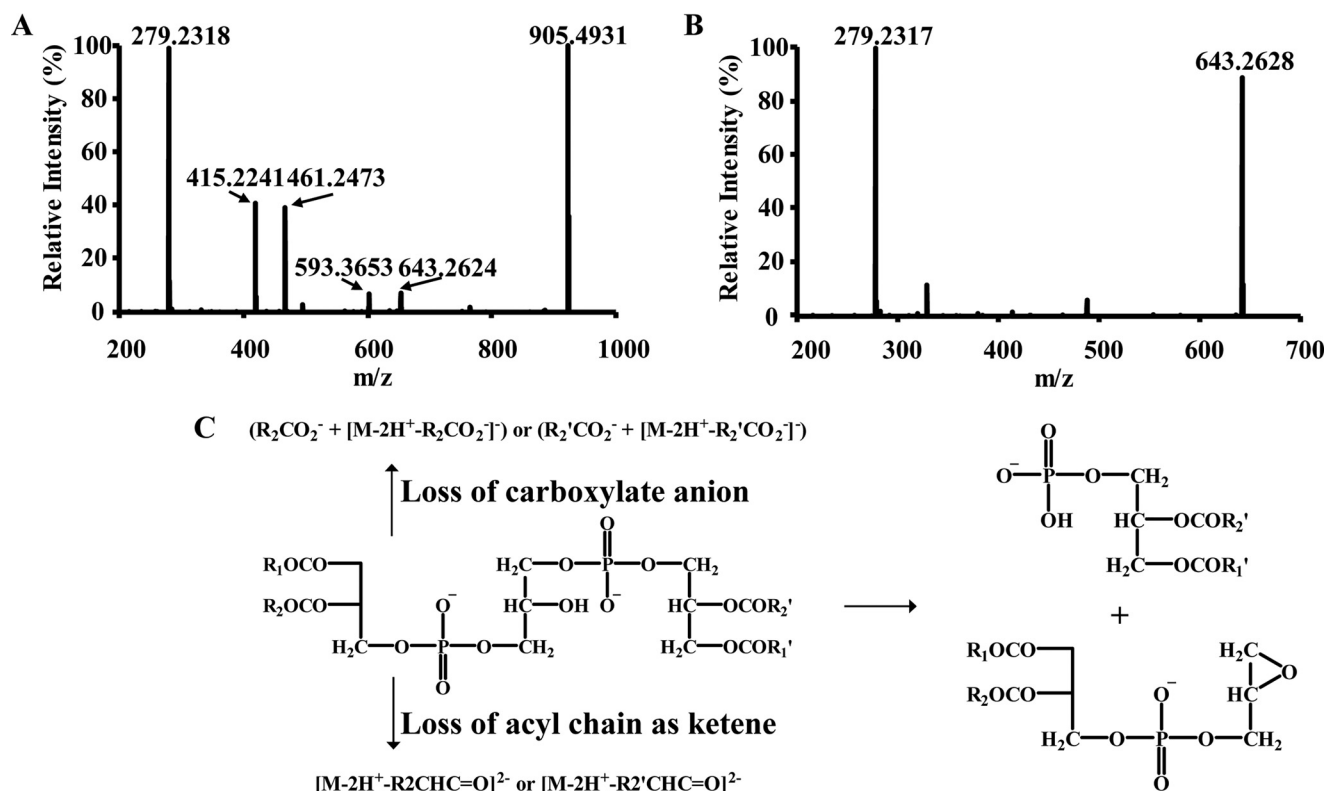 A
B
279.2318
905.4931
415.2241
461.2473
593.3653
643.2624
Relative Intensity (%)
100
80
60
40
20
0
200
400
600
800
1000
m/z
279.2317
643.2628
Relative Intensity (%)
100
80
60
40
20
0
200
300
400
500
600
700
m/z
C
(R₂CO₂⁻ + [M-2H⁺-R₂CO₂⁻]⁻) or (R₂'CO₂⁻ + [M-2H⁺-R₂'CO₂⁻]⁻)
Loss of carboxylate anion
R₁OCO
R₂OCO
H₂C
O
O⁻
P
O
O
H₂C
HC
OH
CH₂
O
O
P
O⁻
O
CH₂
HC
OCOR₂'
H₂C
OCOR₁'
Loss of acyl chain as ketene
[M-2H⁺-R2CHC=O]²⁻ or [M-2H⁺-R2'CHC=O]²⁻
O
⁻O
P
O
CH₂
OH
HC
OCOR₂'
H₂C
OCOR₁'
+
R₁OCO
R₂OCO
H₂C
O
O⁻
P
O
O
H₂C
O
HC
CH₂